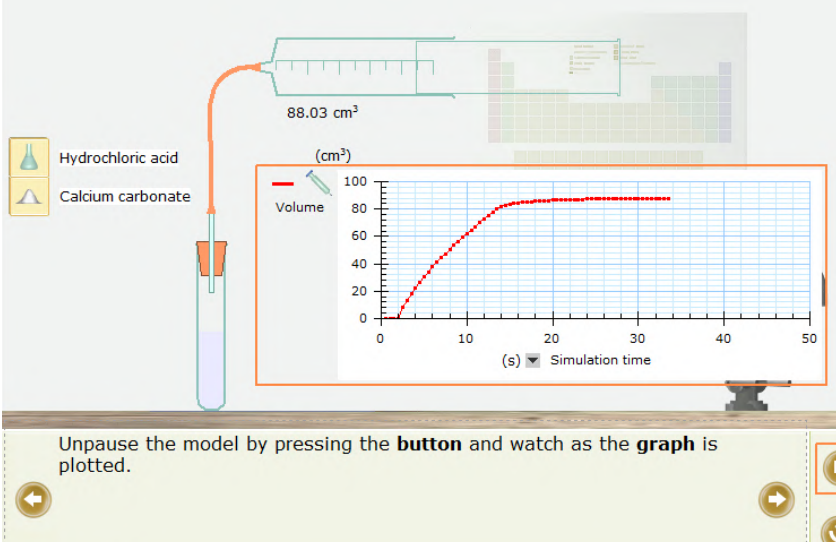 88.03 cm³
Hydrochloric acid
Calcium carbonate
(cm³)
Volume
100
80
60
40
20
0
0 10 20 30 40 50
(s) Simulation time
Unpause the model by pressing the button and watch as the graph is
plotted.